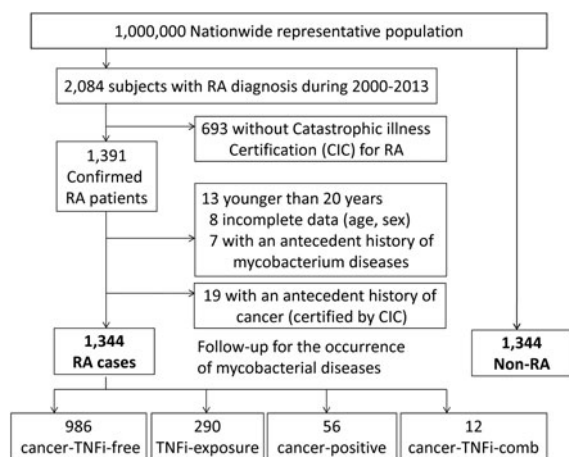 1,000,000 Nationwide representative population
2,084 subjects with RA diagnosis during 2000-2013
693 without Catastrophic illness
Certification (CIC) for RA
1,391
Confirmed
RA patients
13 younger than 20 years
8 incomplete data (age, sex)
7 with an antecedent history of
mycobacterium diseases
19 with an antecedent history of
cancer (certified by CIC)
1,344
RA cases
Follow-up for the occurrence
of mycobacterial diseases
1,344
Non-RA
986
cancer-TNFi-free
290
TNFi-exposure
56
cancer-positive
12
cancer-TNFi-comb